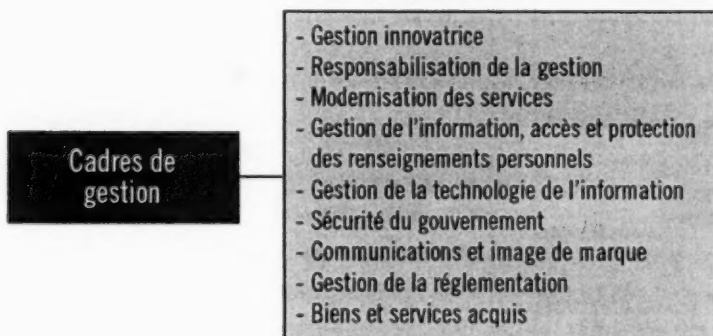 Cadres de
gestion
- Gestion innovatrice
- Responsabilisation de la gestion
- Modernisation des services
- Gestion de l'information, accès et protection
des renseignements personnels
- Gestion de la technologie de l'information
- Sécurité du gouvernement
- Communications et image de marque
- Gestion de la réglementation
- Biens et services acquis